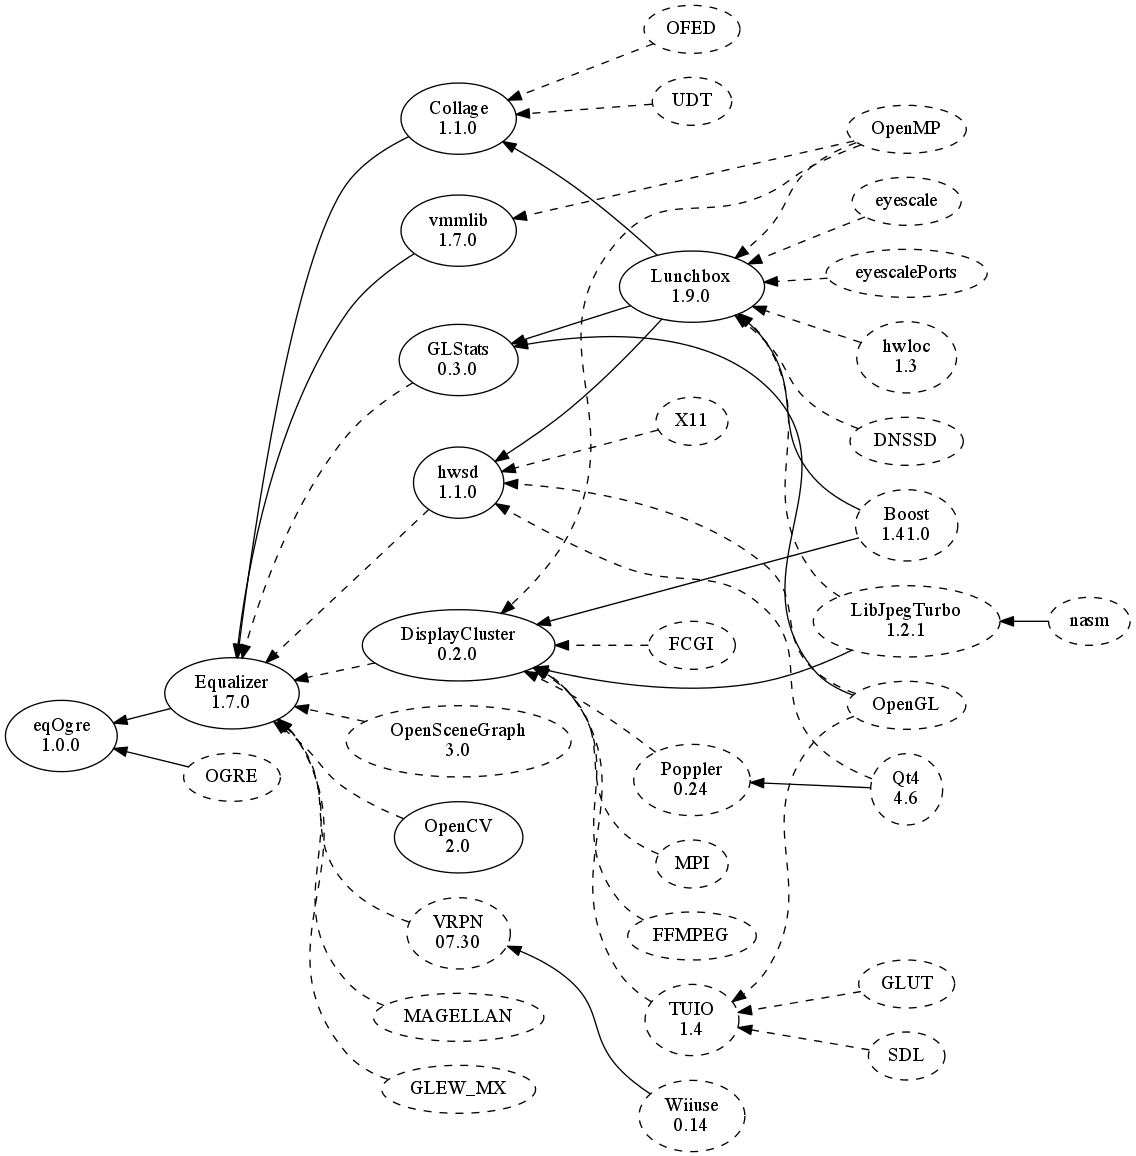 OFED
UDT
Collage
1.1.0
OpenMP
vmmlib
1.7.0
eyescale
Lunchbox
1.9.0
eyescalePorts
GLStats
0.3.0
hwloc
1.3
X11
DNSSD
hwsd
1.1.0
Boost
1.41.0
DisplayCluster
0.2.0
FCGI
LibJpegTurbo
1.2.1
nasm
Equalizer
1.7.0
OpenGL
eqOgre
1.0.0
OpenSceneGraph
3.0
OGRE
Poppler
0.24
Qt4
4.6
OpenCV
2.0
MPI
VRPN
07.30
FFMPEG
GLUT
MAGELLAN
TUIO
1.4
SDL
GLEW_MX
Wiiuse
0.14